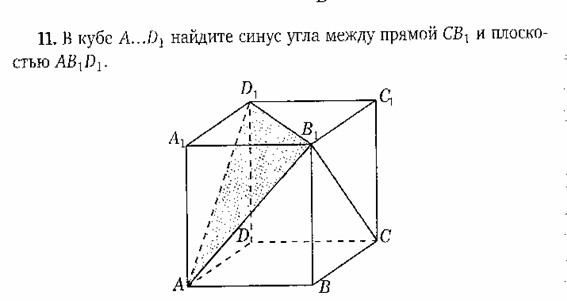 11. В кубе A...D₁ найдите синус угла между прямой CB₁ и плоско-
стью AB₁D₁.
D₁
C₁
B₁
A₁
D
C
A
B